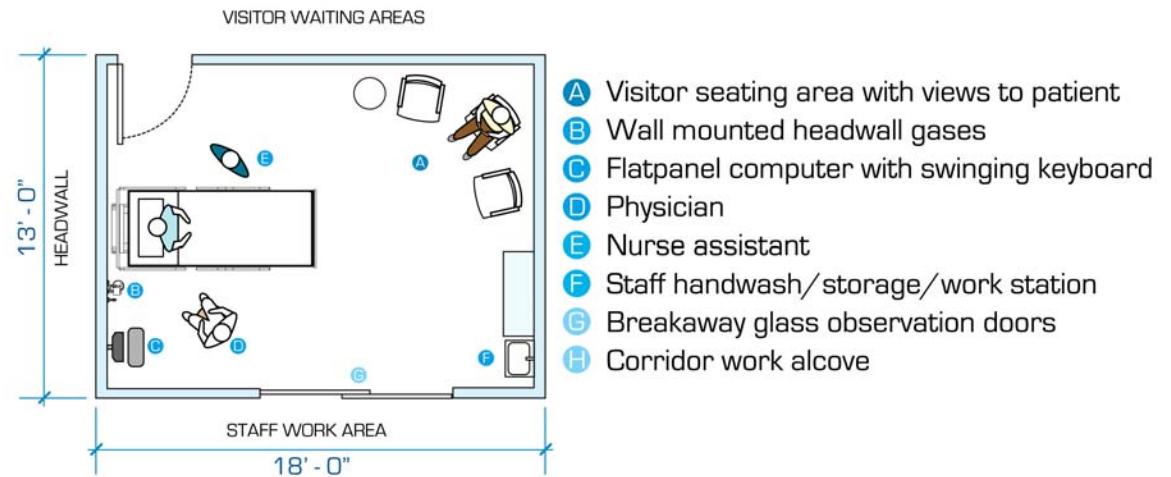 VISITOR WAITING AREAS
13' - 0"
HEADWALL
E
A
B
C
D
F
G
STAFF WORK AREA
18' - 0"
A Visitor seating area with views to patient
B Wall mounted headwall gases
C Flatpanel computer with swinging keyboard
D Physician
E Nurse assistant
F Staff handwash/storage/work station
G Breakaway glass observation doors
H Corridor work alcove